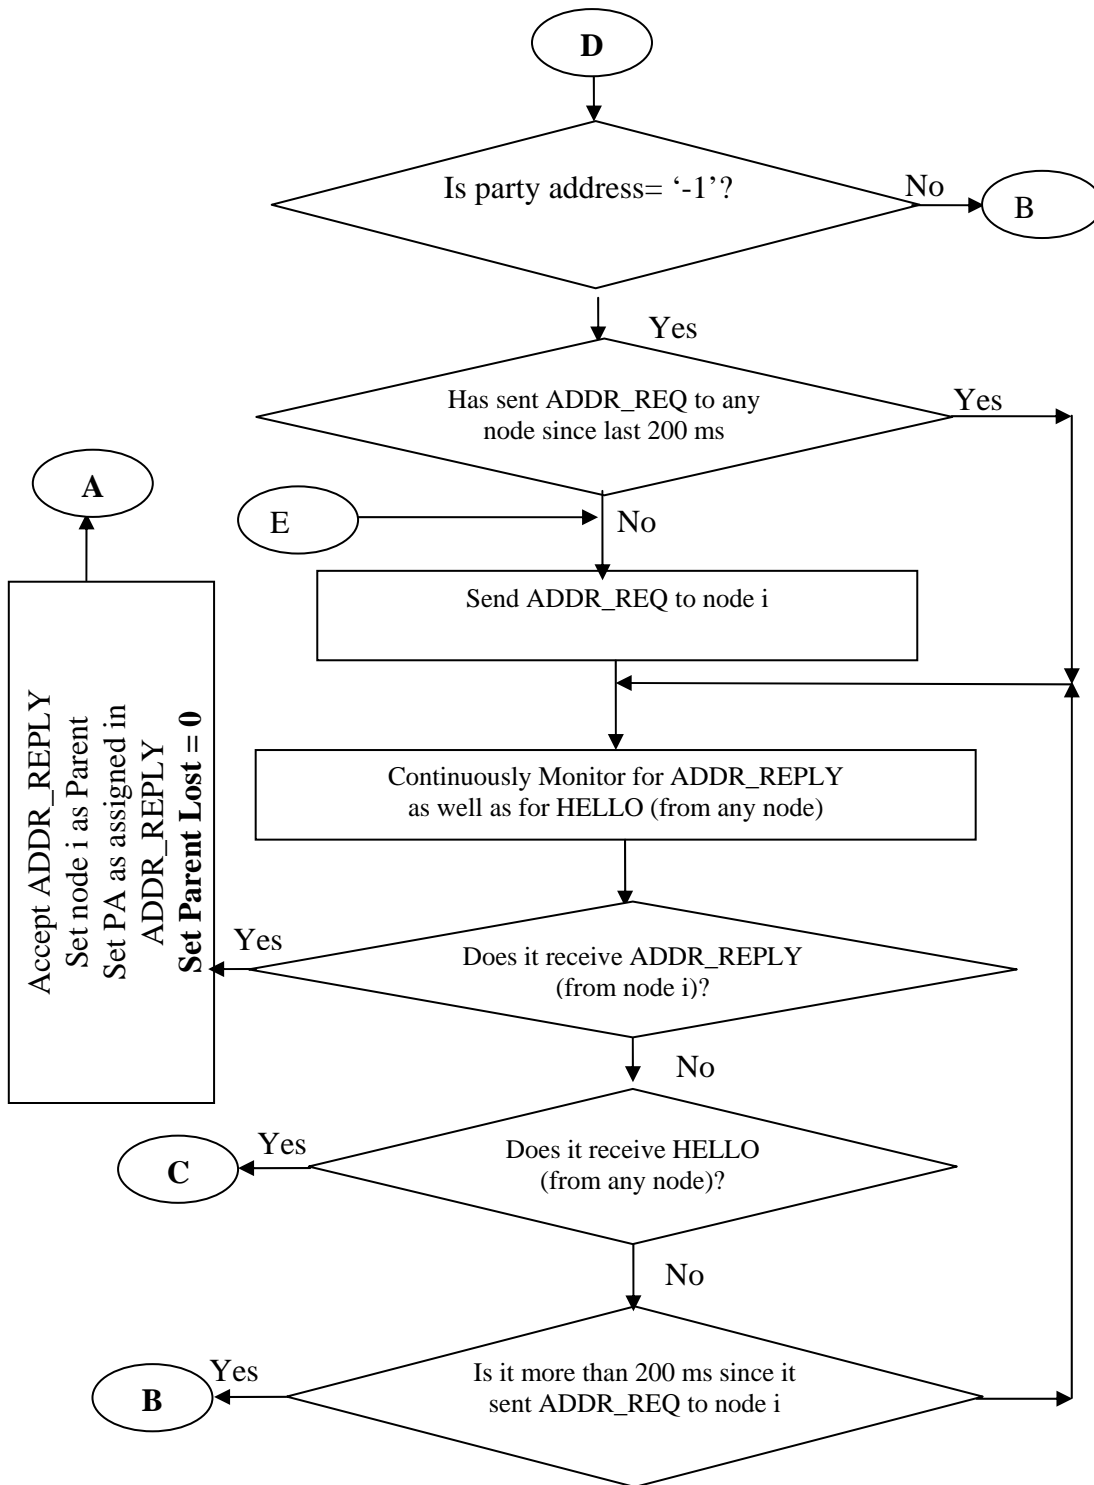 D
Is party address= ‘-1’?
No
B
Yes
Has sent ADDR_REQ to any
node since last 200 ms
Yes
A
E
No
Send ADDR_REQ to node i
Accept ADDR_REPLY
Set node i as Parent
Set PA as assigned in
ADDR_REPLY
Set Parent Lost = 0
Continuously Monitor for ADDR_REPLY
as well as for HELLO (from any node)
Yes
Does it receive ADDR_REPLY
(from node i)?
No
Yes
C
Does it receive HELLO
(from any node)?
No
Yes
B
Is it more than 200 ms since it
sent ADDR_REQ to node i